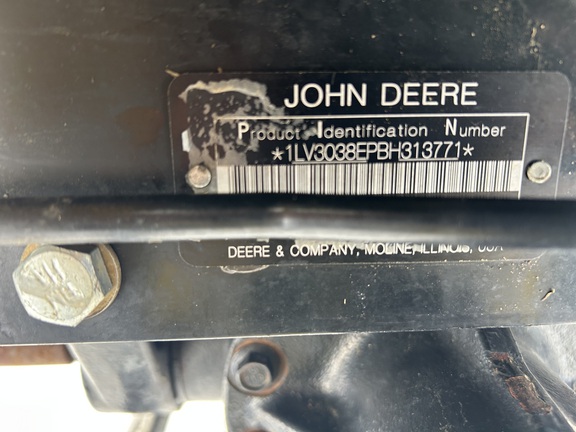 JOHN DEERE
Product Identification Number
*1LV3038EPBH313771*
DEERE & COMPANY, MOLINE, ILLINOIS, USA